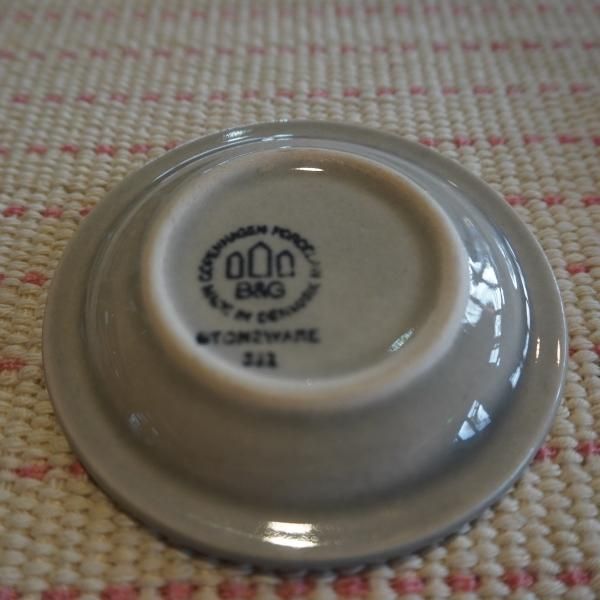 COPENHAGEN PORCELAIN
B&G
MADE IN DENMARK
STONEWARE